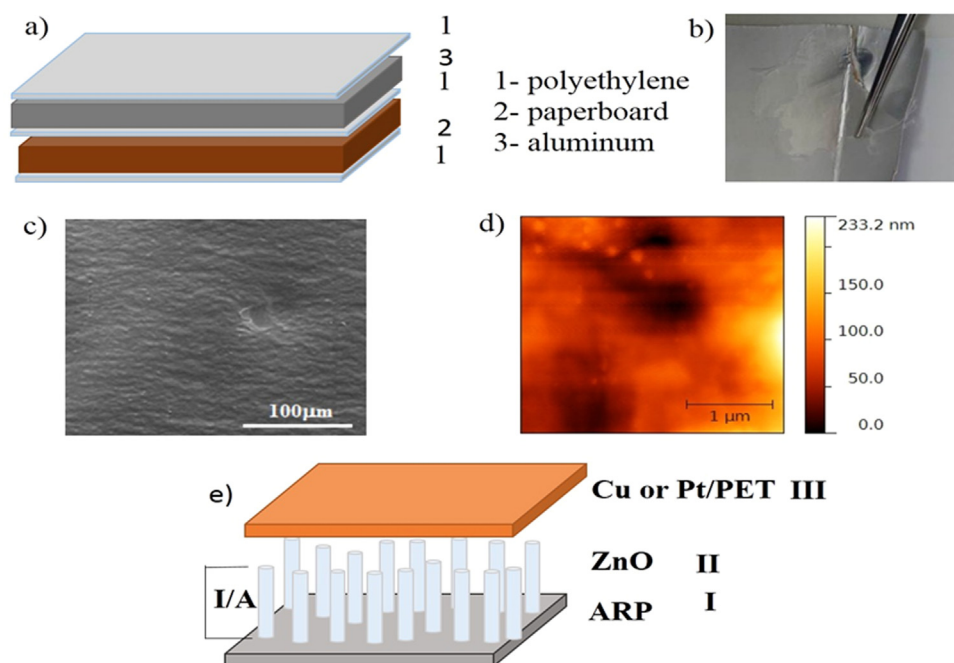 a)
1
3
1
2
1
1- polyethylene
2- paperboard
3- aluminum
b)
c)
100μm
d)
233.2 nm
150.0
100.0
50.0
0.0
1 μm
e)
Cu or Pt/PET III
ZnO II
I/A
ARP I